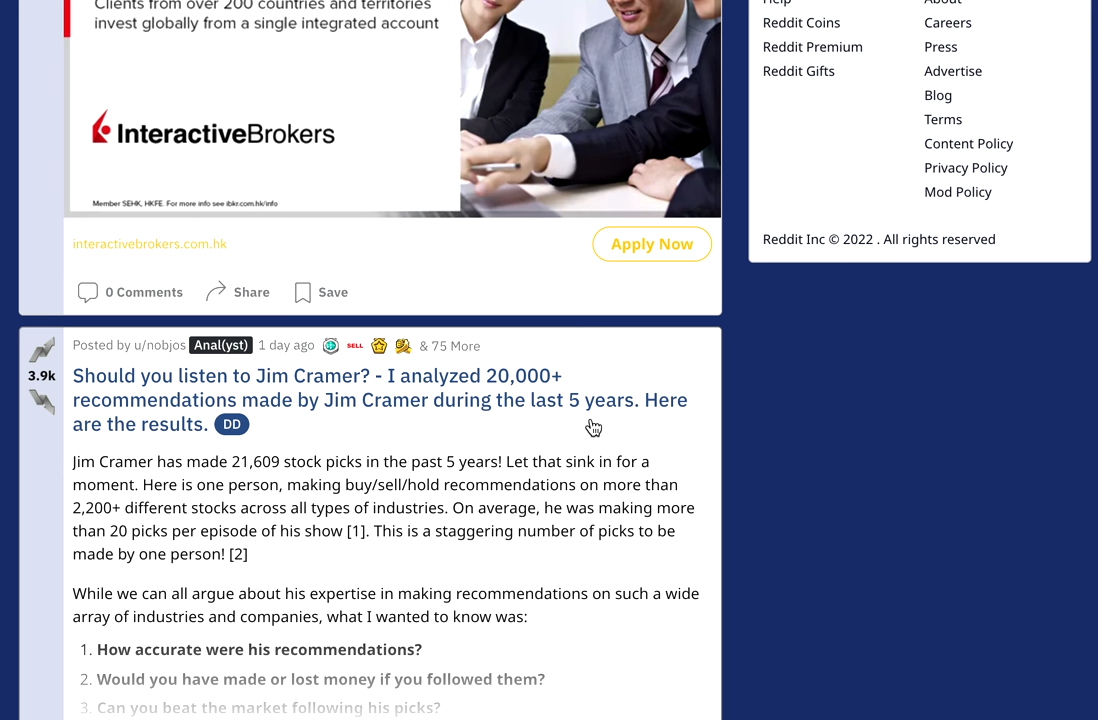 Clients from over 200 countries and territories
invest globally from a single integrated account
InteractiveBrokers
Member SEHK, HKFE. For more info see ibkr.com.hk/info
interactivebrokers.com.hk
Apply Now
0 Comments Share Save
Posted by u/nobjos Anal(yst) 1 day ago SELL & 75 More
3.9k
Should you listen to Jim Cramer? - I analyzed 20,000+
recommendations made by Jim Cramer during the last 5 years. Here
are the results. DD
Jim Cramer has made 21,609 stock picks in the past 5 years! Let that sink in for a
moment. Here is one person, making buy/sell/hold recommendations on more than
2,200+ different stocks across all types of industries. On average, he was making more
than 20 picks per episode of his show [1]. This is a staggering number of picks to be
made by one person! [2]
While we can all argue about his expertise in making recommendations on such a wide
array of industries and companies, what I wanted to know was:
1. How accurate were his recommendations?
2. Would you have made or lost money if you followed them?
3. Can you beat the market following his picks?
Help
Reddit Coins
Reddit Premium
Reddit Gifts
About
Careers
Press
Advertise
Blog
Terms
Content Policy
Privacy Policy
Mod Policy
Reddit Inc © 2022 . All rights reserved